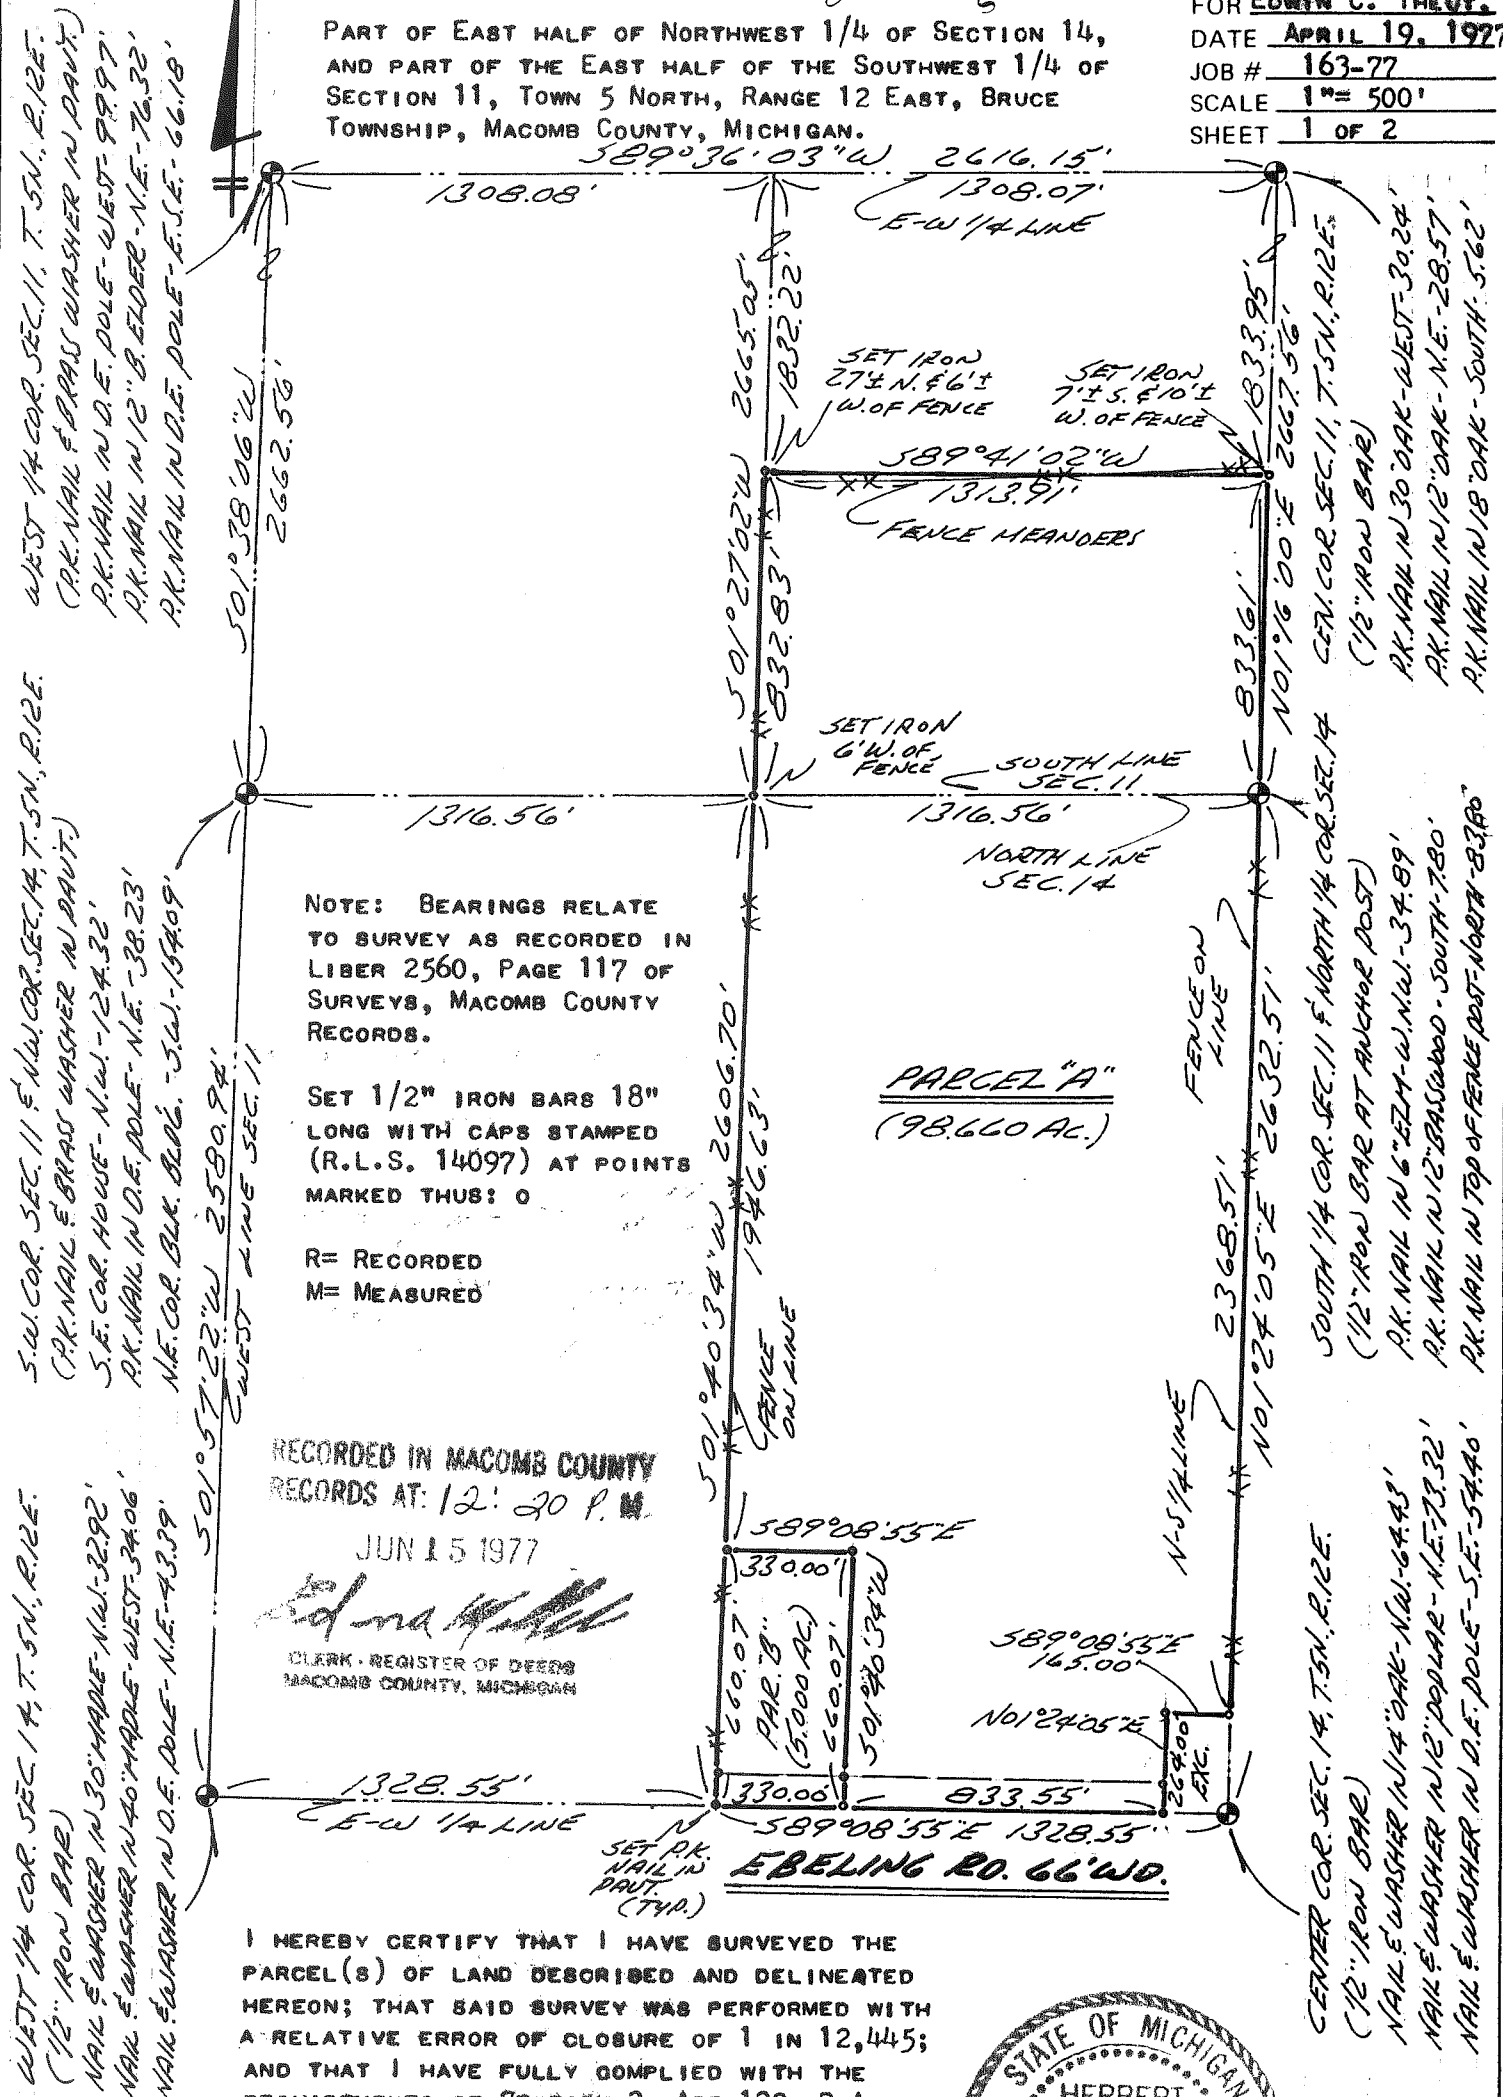 FOR EDWIN C. THEUT.
DATE APRIL 19, 1977
JOB # 163-77
SCALE 1"= 500'
SHEET 1 OF 2
PART OF EAST HALF OF NORTHWEST 1/4 OF SECTION 14,
AND PART OF THE EAST HALF OF THE SOUTHWEST 1/4 OF
SECTION 11, TOWN 5 NORTH, RANGE 12 EAST, BRUCE
TOWNSHIP, MACOMB COUNTY, MICHIGAN.
S89°36'03"W 2616.15'
1308.08'
1308.07'
E-W 1/4 LINE
WEST 1/4 COR. SEC. 11, T.5N., R.12E.
(P.K. NAIL & BRASS WASHER IN PAVT.)
P.K. NAIL IN D.E. POLE-WEST-99.97'
P.K. NAIL IN 12" B. ELDER-N.E.-76.32'
P.K. NAIL IN D.E. POLE-E.S.E.-66.18'
S01°38'06"W
2662.56'
2665.05'
1832.22'
1833.95'
2667.56'
CEN. COR. SEC. 11, T.5N., R.12E.
(1/2" IRON BAR)
P.K. NAIL IN 30" OAK-WEST-30.24'
P.K. NAIL IN 12" OAK-N.E.-28.57'
P.K. NAIL IN 18" OAK-SOUTH-5.62'
SET IRON
27'± N. & 6'±
W. OF FENCE
SET IRON
7'± S. & 10'±
W. OF FENCE
S89°41'02"W
1313.91'
FENCE MEANDERS
S01°27'02"W
832.83'
833.61'
N01°16'00"E
SET IRON
6' W. OF
FENCE
SOUTH LINE
SEC. 11
1316.56'
1316.56'
NORTH LINE
SEC. 14
S.W. COR. SEC. 11 & N.W. COR. SEC. 14, T.5N., R.12E.
(P.K. NAIL & BRASS WASHER IN PAVT.)
S.E. COR. HOUSE-N.W.-124.32'
P.K. NAIL IN D.E. POLE-N.E.-38.23'
N.E. COR. BLK. BLDG.-S.W.-154.09'
SOUTH 1/4 COR. SEC. 11 & NORTH 1/4 COR. SEC. 14
(1/2" IRON BAR AT ANCHOR POST)
P.K. NAIL IN 6" ELM-W.N.W.-34.89'
P.K. NAIL IN 12" BASSWOOD-SOUTH-7.80'
P.K. NAIL IN TOP OF FENCE POST-NORTH-
NOTE: BEARINGS RELATE
TO SURVEY AS RECORDED IN
LIBER 2560, PAGE 117 OF
SURVEYS, MACOMB COUNTY
RECORDS.
SET 1/2" IRON BARS 18"
LONG WITH CAPS STAMPED
(R.L.S. 14097) AT POINTS
MARKED THUS: O
R= RECORDED
M= MEASURED
S01°57'22"W 2580.94'
WEST LINE SEC. 11
S01°40'34"W 2606.70'
1946.63'
FENCE
ON LINE
PARCEL "A"
(98.660 AC.)
FENCE ON
LINE
2368.51'
N01°24'05"E 2632.51'
N-S 1/4 LINE
RECORDED IN MACOMB COUNTY
RECORDS AT: 12:20 P.M.
JUN 15 1977
Edna
CLERK - REGISTER OF DEEDS
MACOMB COUNTY, MICHIGAN
S89°08'55"E
330.00'
660.07'
PAR. "B"
(5.000 AC.)
660.07'
S01°40'34"W
S89°08'55"E
165.00'
N01°24'05"E
264.00'
EXC.
1328.55'
E-W 1/4 LINE
330.00'
833.55'
S89°08'55"E 1328.55'
SET P.K.
NAIL IN
PAVT.
(TYP.)
EBELING RD. 66' WD.
WEST 1/4 COR. SEC. 14, T.5N., R.12E.
(1/2" IRON BAR)
NAIL & WASHER IN 30" MAPLE-N.W.-32.92'
NAIL & WASHER IN 40" MAPLE-WEST-34.06'
NAIL & WASHER IN D.E. POLE-N.E.-43.39'
CENTER COR. SEC. 14, T.5N., R.12E.
(1/2" IRON BAR)
NAIL & WASHER IN 14" OAK-N.W.-64.43'
NAIL & WASHER IN 12" POPLAR-N.E.-73.32'
NAIL & WASHER IN D.E. POLE-S.E.-54.40'
I HEREBY CERTIFY THAT I HAVE SURVEYED THE
PARCEL(S) OF LAND DESCRIBED AND DELINEATED
HEREON; THAT SAID SURVEY WAS PERFORMED WITH
A RELATIVE ERROR OF CLOSURE OF 1 IN 12,445;
AND THAT I HAVE FULLY COMPLIED WITH THE
STATE OF MICHIGAN
HERBERT